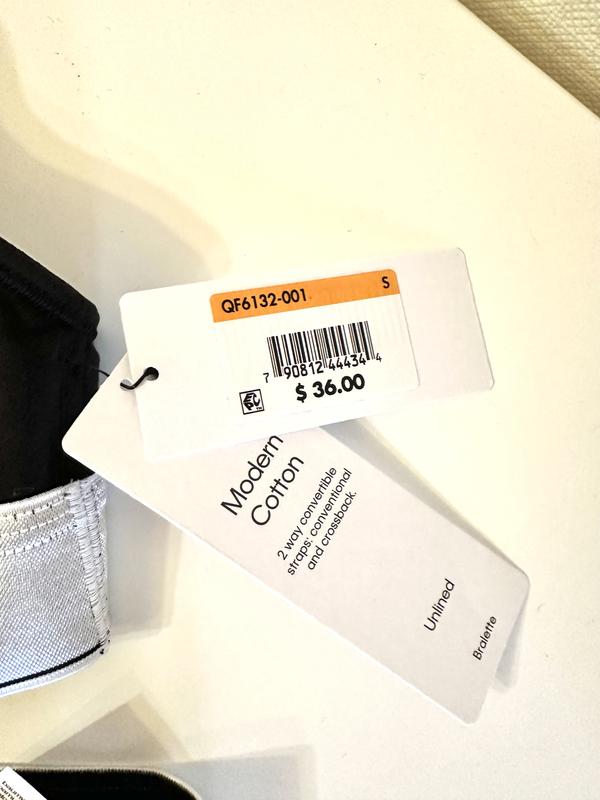 QF6132-001 S
7 90812 44434 4
EPC
$ 36.00
Modern
Cotton
2 way convertible
straps: conventional
and crossback.
Unlined
Bralette